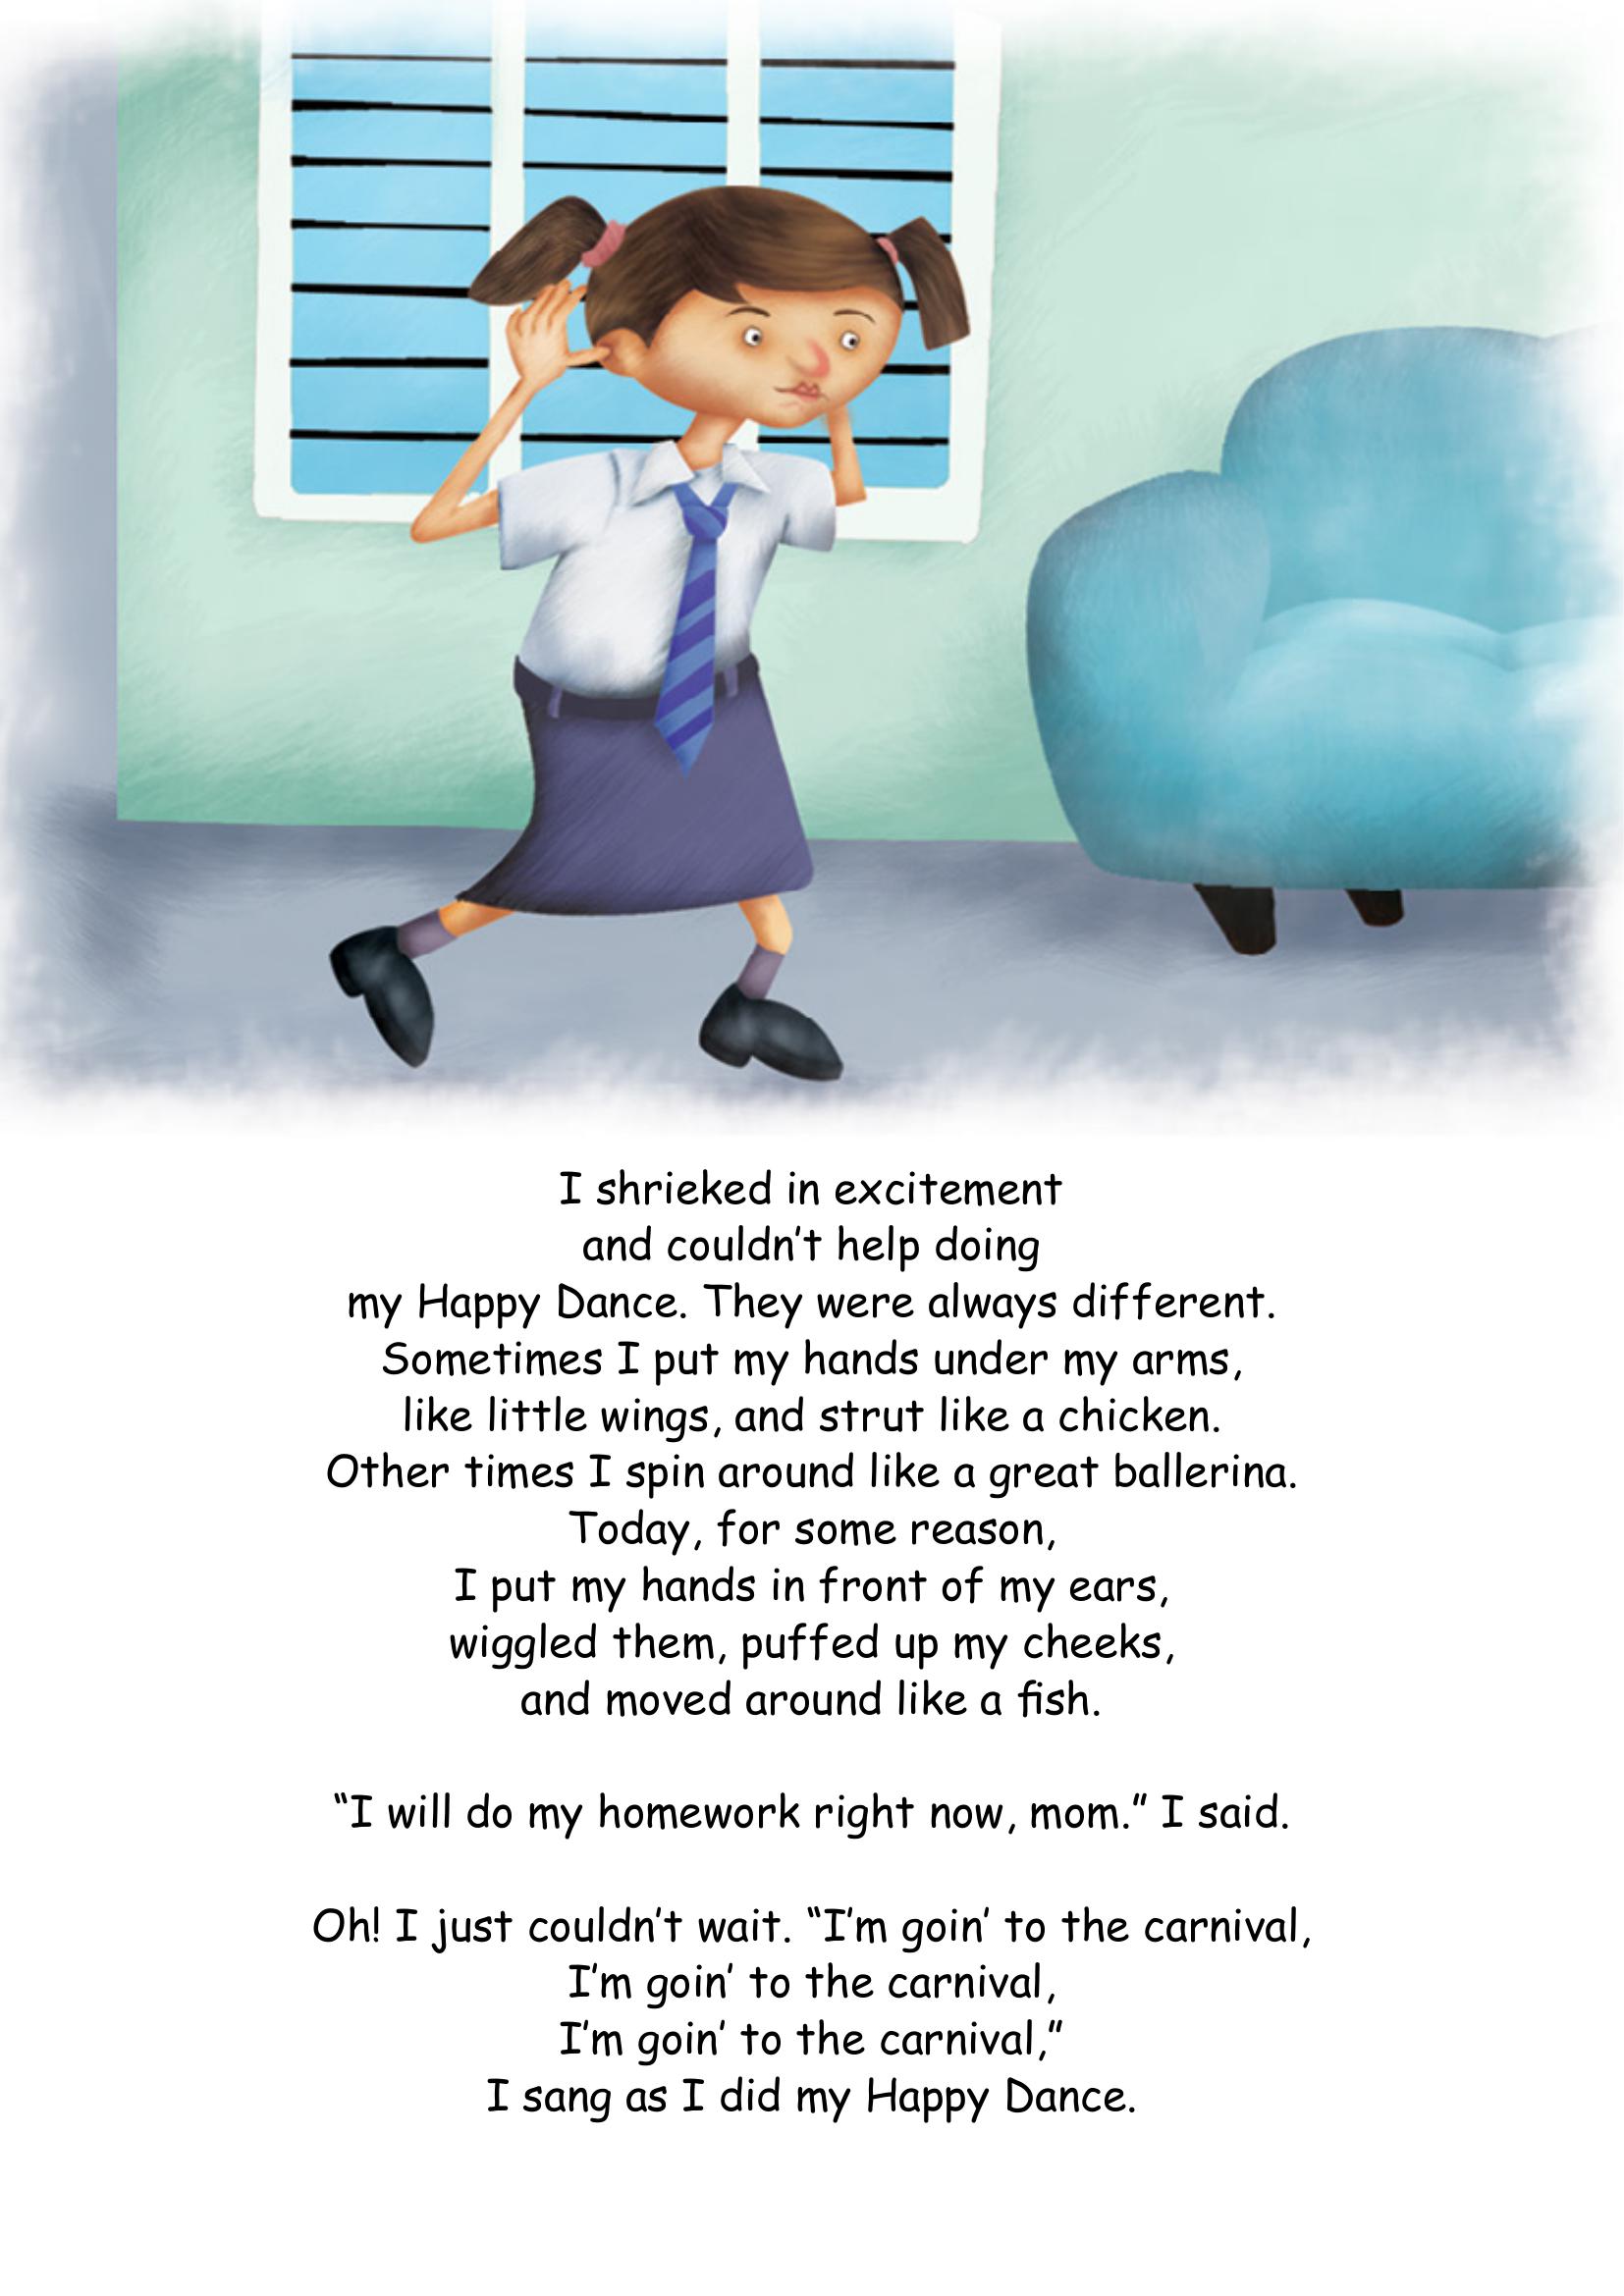 I shrieked in excitement
and couldn’t help doing
my Happy Dance. They were always different.
Sometimes I put my hands under my arms,
like little wings, and strut like a chicken.
Other times I spin around like a great ballerina.
Today, for some reason,
I put my hands in front of my ears,
wiggled them, puffed up my cheeks,
and moved around like a fish.
“I will do my homework right now, mom.” I said.
Oh! I just couldn’t wait. “I’m goin’ to the carnival,
I’m goin’ to the carnival,
I’m goin’ to the carnival,”
I sang as I did my Happy Dance.